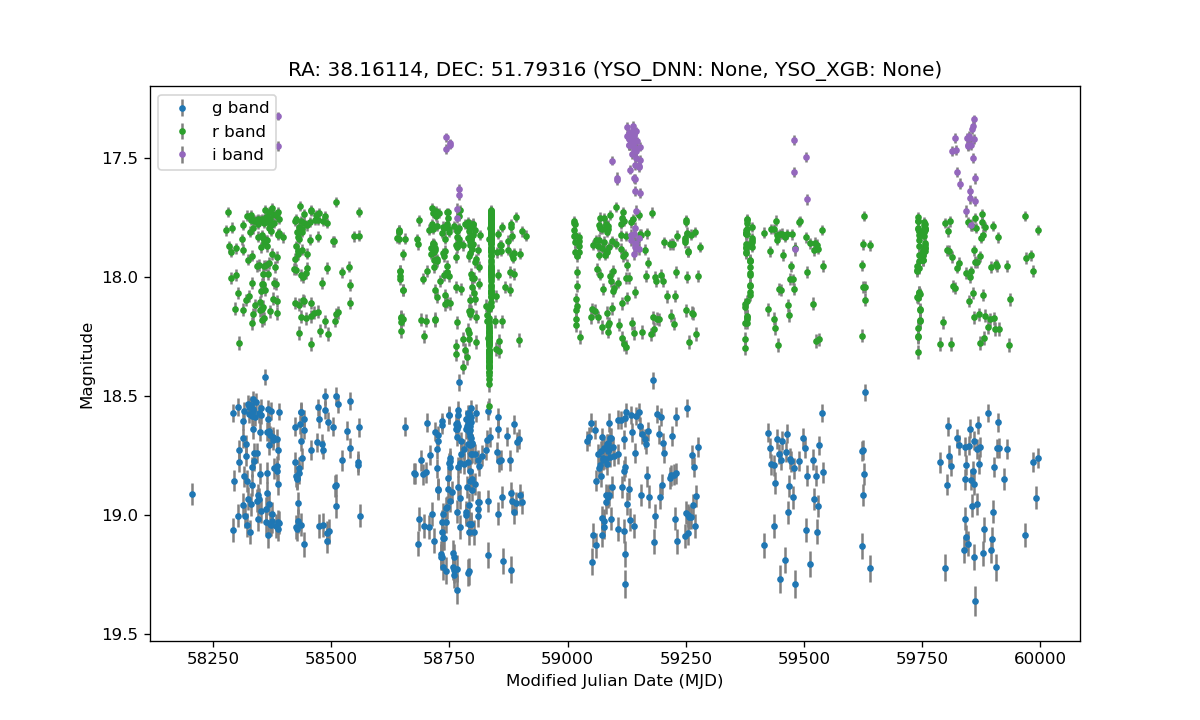 RA: 38.16114, DEC: 51.79316 (YSO_DNN: None, YSO_XGB: None)
g band
r band
i band
17.5
18.0
18.5
19.0
19.5
Magnitude
58250 58500 58750 59000 59250 59500 59750 60000
Modified Julian Date (MJD)